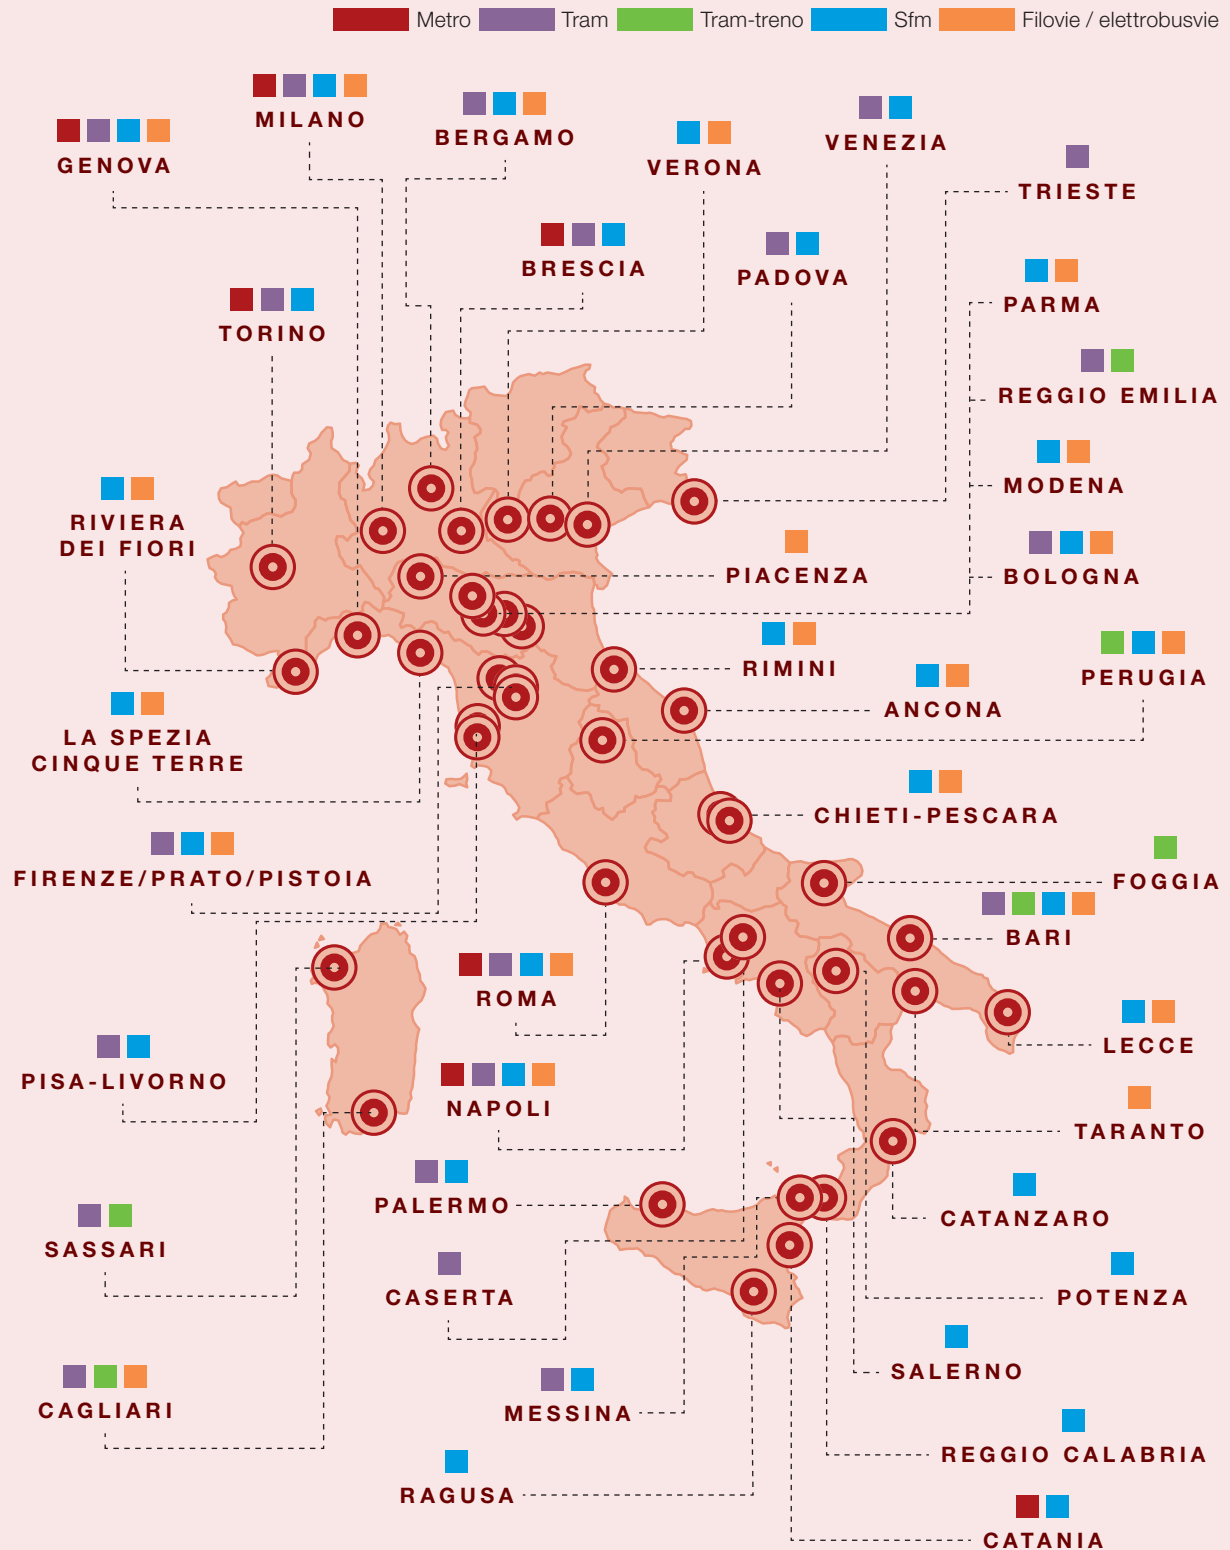 Metro Tram Tram-treno Sfm Filovie / elettrobusvie
MILANO
BERGAMO
GENOVA
VERONA
VENEZIA
TRIESTE
BRESCIA
PADOVA
PARMA
TORINO
REGGIO EMILIA
MODENA
RIVIERA
DEI FIORI
PIACENZA
BOLOGNA
RIMINI
PERUGIA
ANCONA
LA SPEZIA
CINQUE TERRE
CHIETI-PESCARA
FIRENZE/PRATO/PISTOIA
FOGGIA
BARI
ROMA
LECCE
PISA-LIVORNO
NAPOLI
TARANTO
PALERMO
CATANZARO
SASSARI
CASERTA
POTENZA
SALERNO
CAGLIARI
MESSINA
REGGIO CALABRIA
RAGUSA
CATANIA